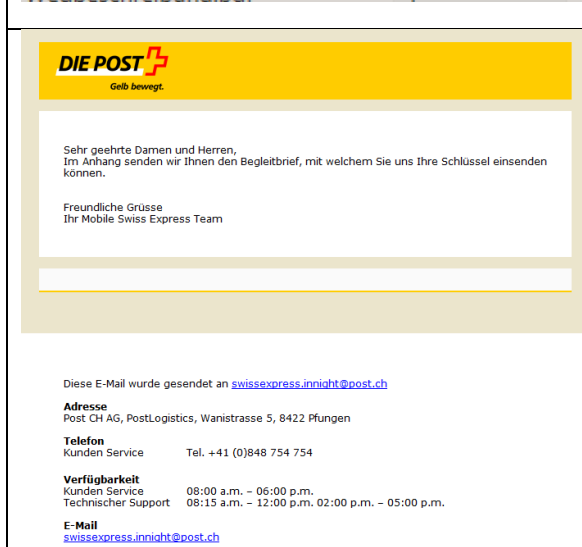 DIE POST
Gelb bewegt.
Sehr geehrte Damen und Herren,
Im Anhang senden wir Ihnen den Begleitbrief, mit welchem Sie uns Ihre Schlüssel einsenden
können.
Freundliche Grüsse
Ihr Mobile Swiss Express Team
Diese E-Mail wurde gesendet an swissexpress.innight@post.ch
Adresse
Post CH AG, PostLogistics, Wanistrasse 5, 8422 Pfungen
Telefon
Kunden Service Tel. +41 (0)848 754 754
Verfügbarkeit
Kunden Service 08:00 a.m. – 06:00 p.m.
Technischer Support 08:15 a.m. – 12:00 p.m. 02:00 p.m. – 05:00 p.m.
E-Mail
swissexpress.innight@post.ch